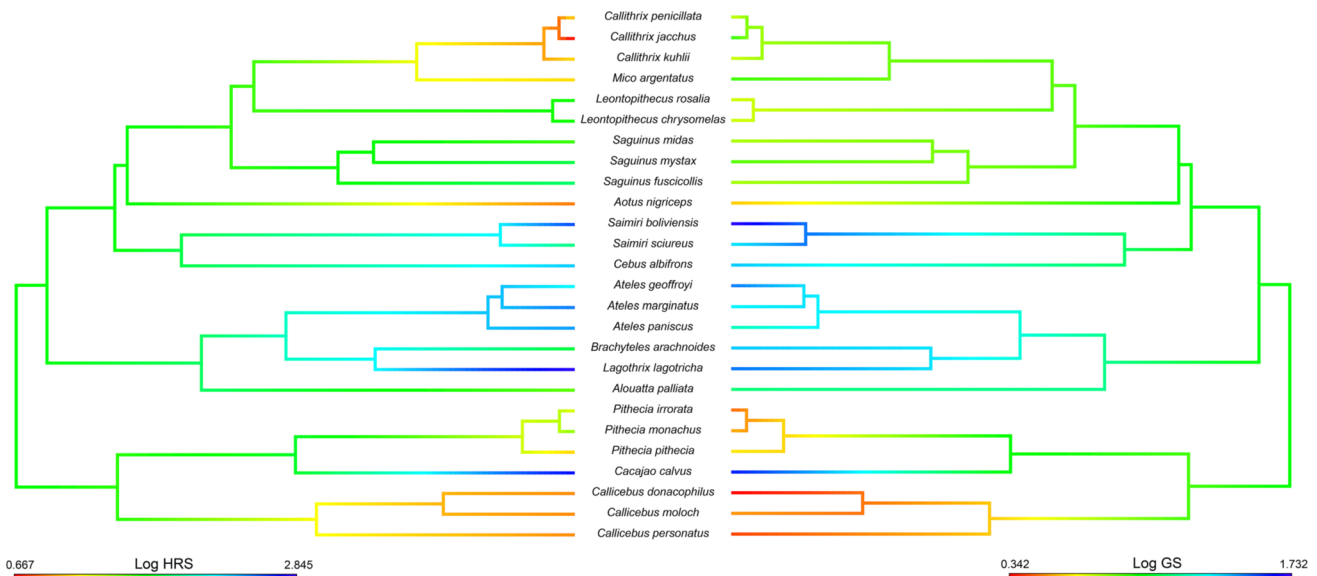 Callithrix penicillata
Callithrix jacchus
Callithrix kuhlii
Mico argentatus
Leontopithecus rosalia
Leontopithecus chrysomelas
Saguinus midas
Saguinus mystax
Saguinus fuscicollis
Aotus nigriceps
Saimiri boliviensis
Saimiri sciureus
Cebus albifrons
Ateles geoffroyi
Ateles marginatus
Ateles paniscus
Brachyteles arachnoides
Lagothrix lagotricha
Alouatta palliata
Pithecia irrorata
Pithecia monachus
Pithecia pithecia
Cacajao calvus
Callicebus donacophilus
Callicebus moloch
Callicebus personatus
0.667 Log HRS 2.845
0.342 Log GS 1.732